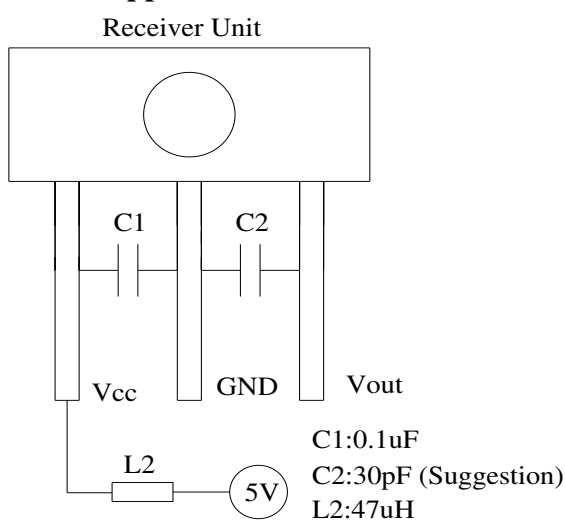 Receiver Unit
C1 C2
Vcc GND Vout
C1:0.1uF
L2 C2:30pF (Suggestion)
5V
L2:47uH